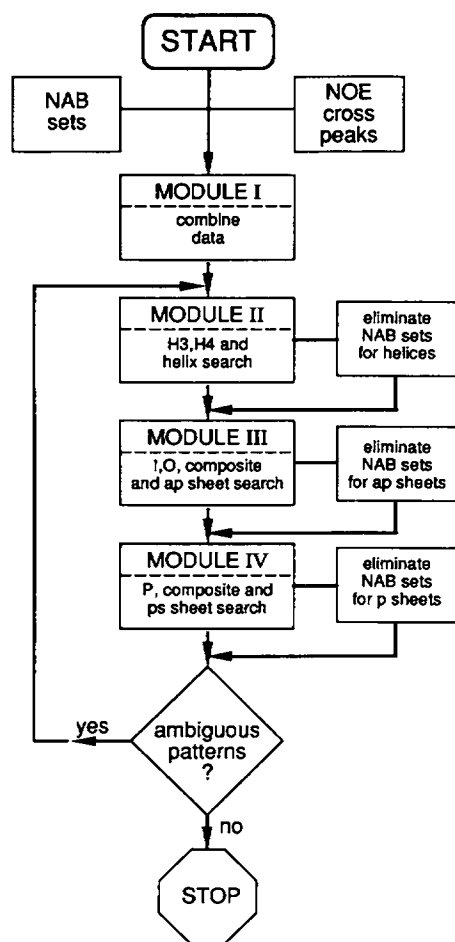 START
NAB
sets
NOE
cross
peaks
MODULE I
combine
data
MODULE II
H3,H4 and
helix search
eliminate
NAB sets
for helices
MODULE III
I,O, composite
and ap sheet search
eliminate
NAB sets
for ap sheets
MODULE IV
P, composite and
ps sheet search
eliminate
NAB sets
for p sheets
yes
ambiguous
patterns
?
no
STOP